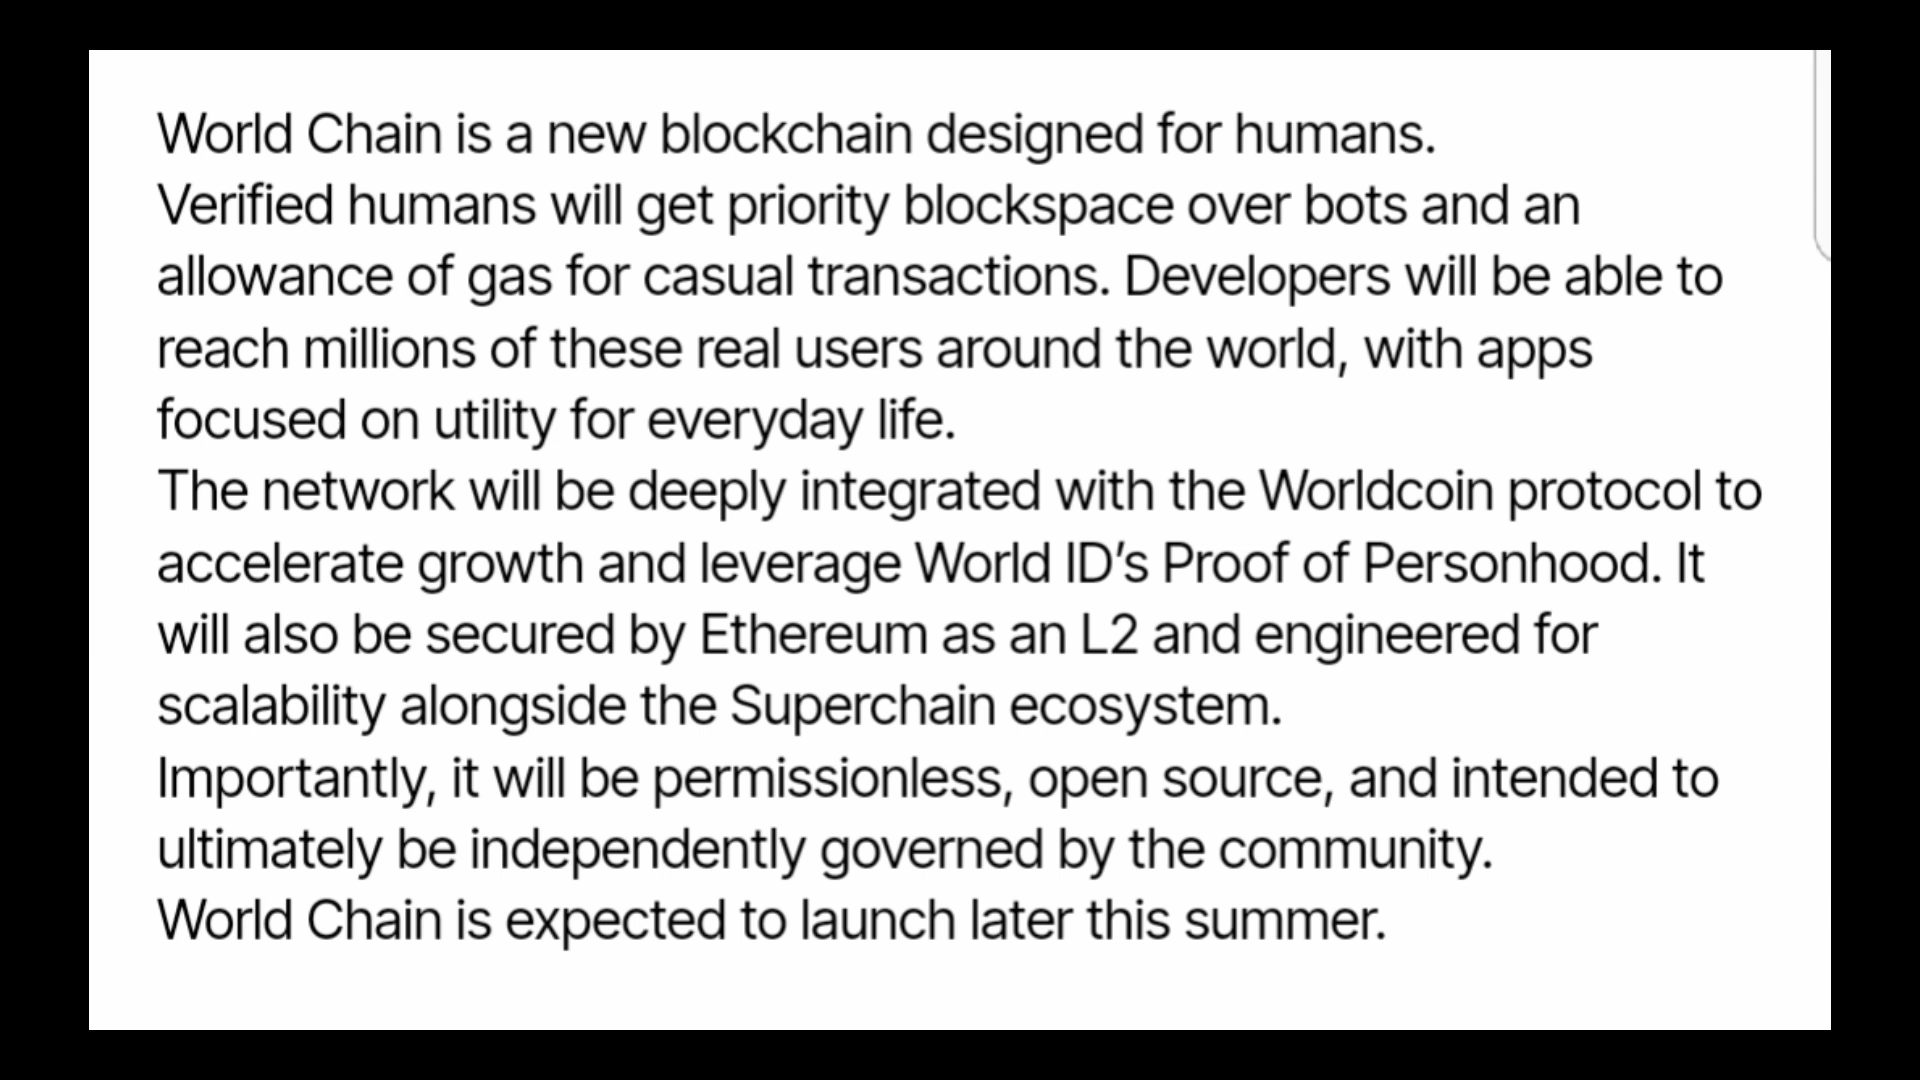 World Chain is a new blockchain designed for humans.
Verified humans will get priority blockspace over bots and an
allowance of gas for casual transactions. Developers will be able to
reach millions of these real users around the world, with apps
focused on utility for everyday life.
The network will be deeply integrated with the Worldcoin protocol to
accelerate growth and leverage World ID’s Proof of Personhood. It
will also be secured by Ethereum as an L2 and engineered for
scalability alongside the Superchain ecosystem.
Importantly, it will be permissionless, open source, and intended to
ultimately be independently governed by the community.
World Chain is expected to launch later this summer.